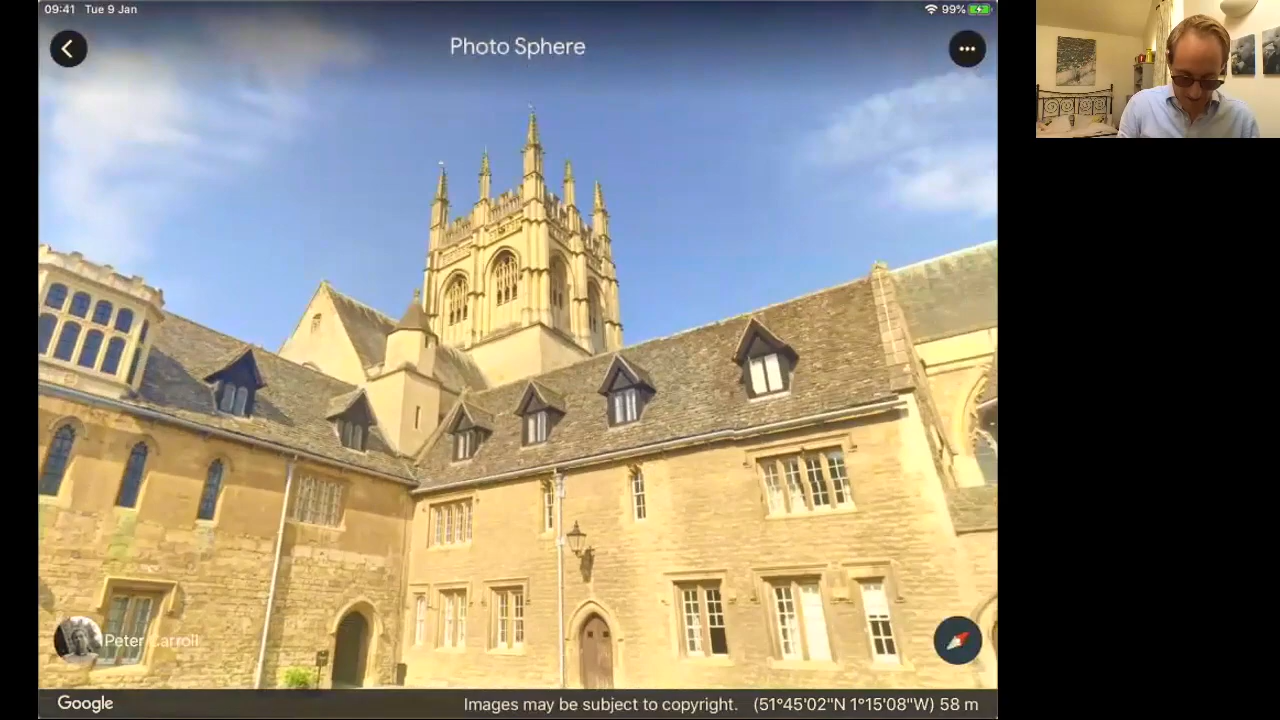 09:41 Tue 9 Jan
99%
Photo Sphere
Peter Carroll
Google
Images may be subject to copyright. (51°45'02"N 1°15'08"W) 58 m